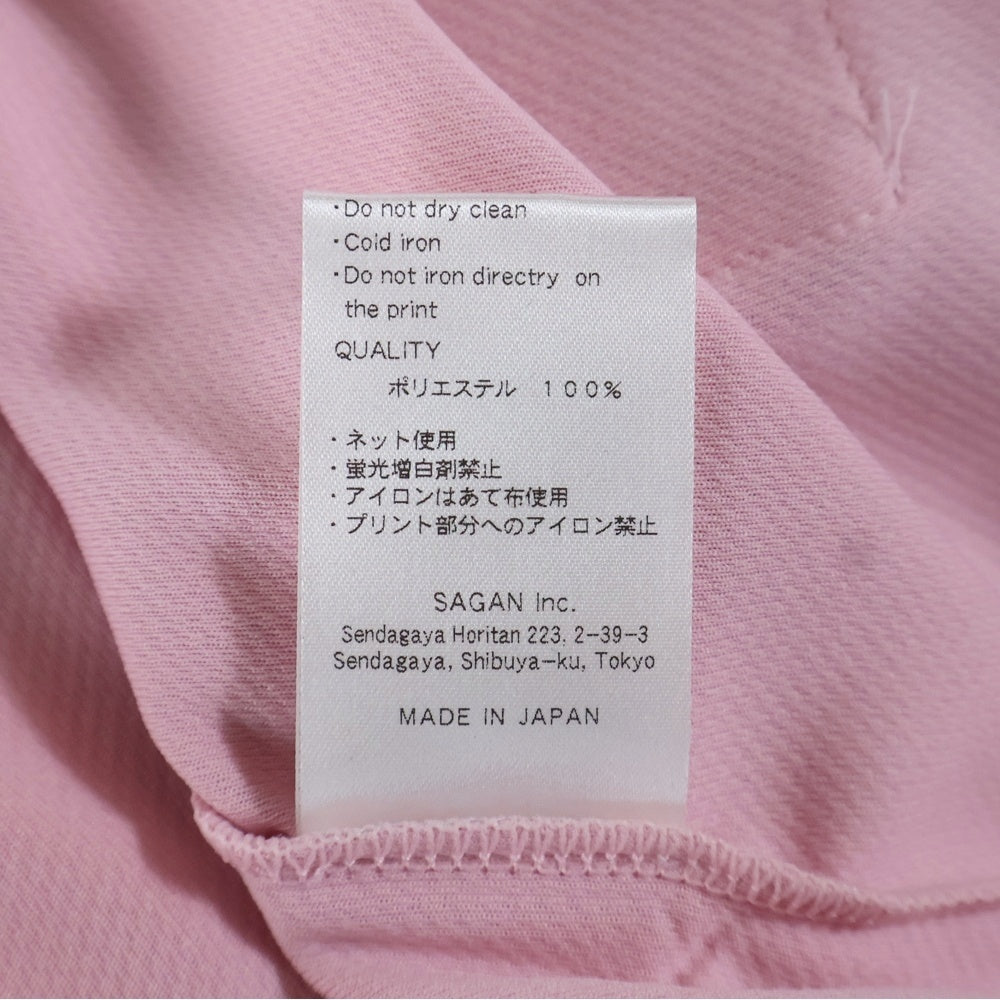 ・Do not dry clean
・Cold iron
・Do not iron directry on
the print
QUALITY
ポリエステル １００％
・ネット使用
・蛍光増白剤禁止
・アイロンはあて布使用
・プリント部分へのアイロン禁止
SAGAN Inc.
Sendagaya Horitan 223, 2-39-3
Sendagaya, Shibuya-ku, Tokyo
MADE IN JAPAN